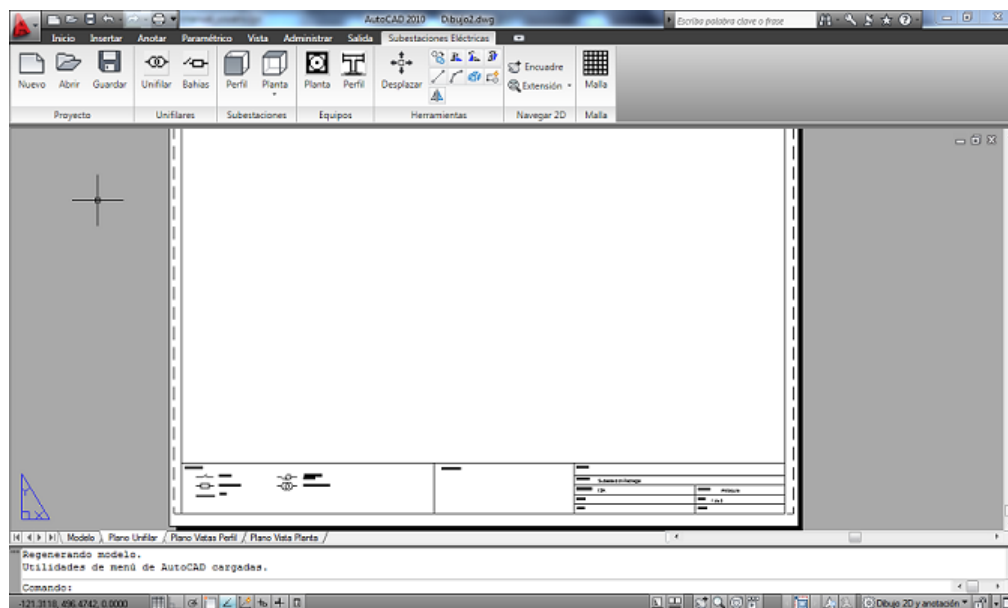 AutoCAD 2010 Dibujo2.dwg
Escriba palabra clave o frase
Inicio Insertar Anotar Paramétrico Vista Administrar Salida Subestaciones Eléctricas
Nuevo Abrir Guardar Unifilar Bahias Perfil Planta Planta Perfil Desplazar Encuadre Extensión Malla
Proyecto Unifilares Subestaciones Equipos Herramientas Navegar 2D Malla
Modelo Plano Unifilar Plano Vistas Perfil Plano Vista Planta
Regenerando modelo.
Utilidades de menú de AutoCAD cargadas.
Comando:
-121.3118, 496.4742, 0.0000 Dibujo 2D y anotación